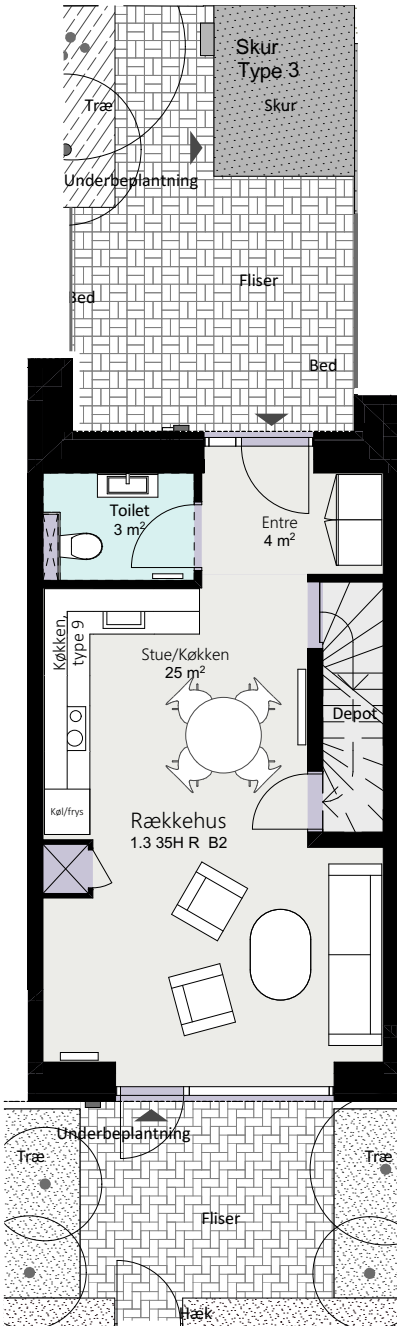 Skur
Type 3
Træ
Skur
Underbeplantning
Fliser
Bed
Bed
Toilet
3 m²
Entre
4 m²
Køkken,
type 9
Stue/Køkken
25 m²
Depot
Køl/frys
Rækkehus
1.3 35H R B2
Underbeplantning
Træ
Træ
Fliser
Hæk